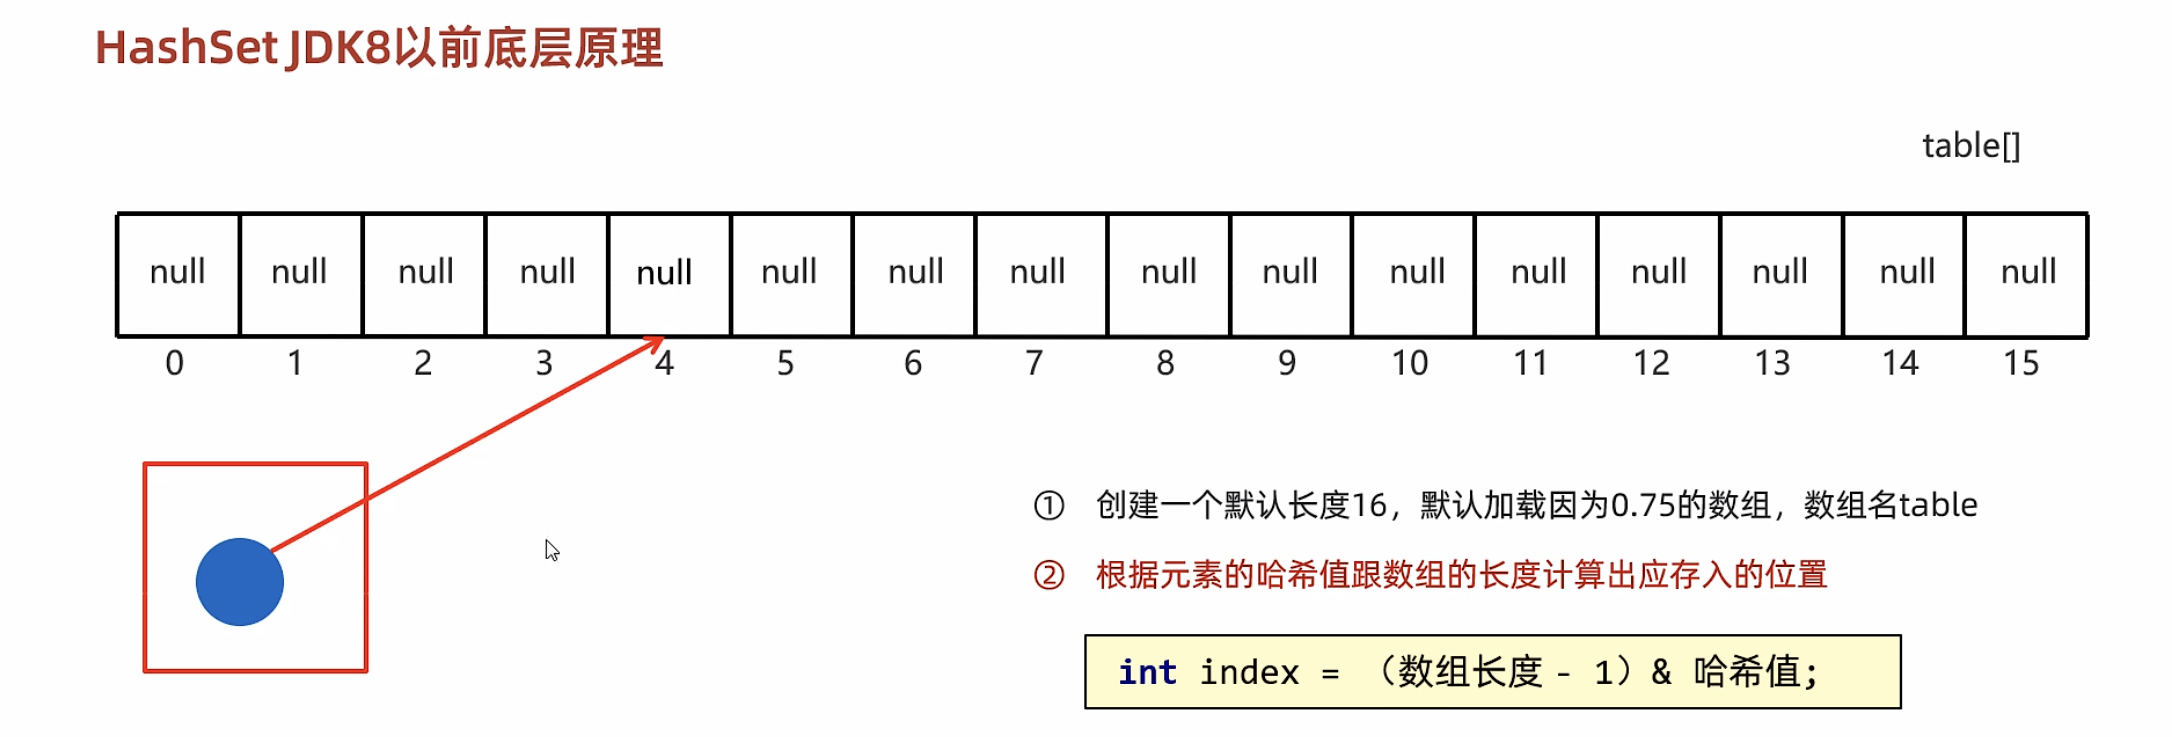 HashSet JDK8以前底层原理
table[]
null null null null null null null null null null null null null null null null
0 1 2 3 4 5 6 7 8 9 10 11 12 13 14 15
① 创建一个默认长度16，默认加载因为0.75的数组，数组名table
② 根据元素的哈希值跟数组的长度计算出应存入的位置
int index = （数组长度 - 1）& 哈希值;